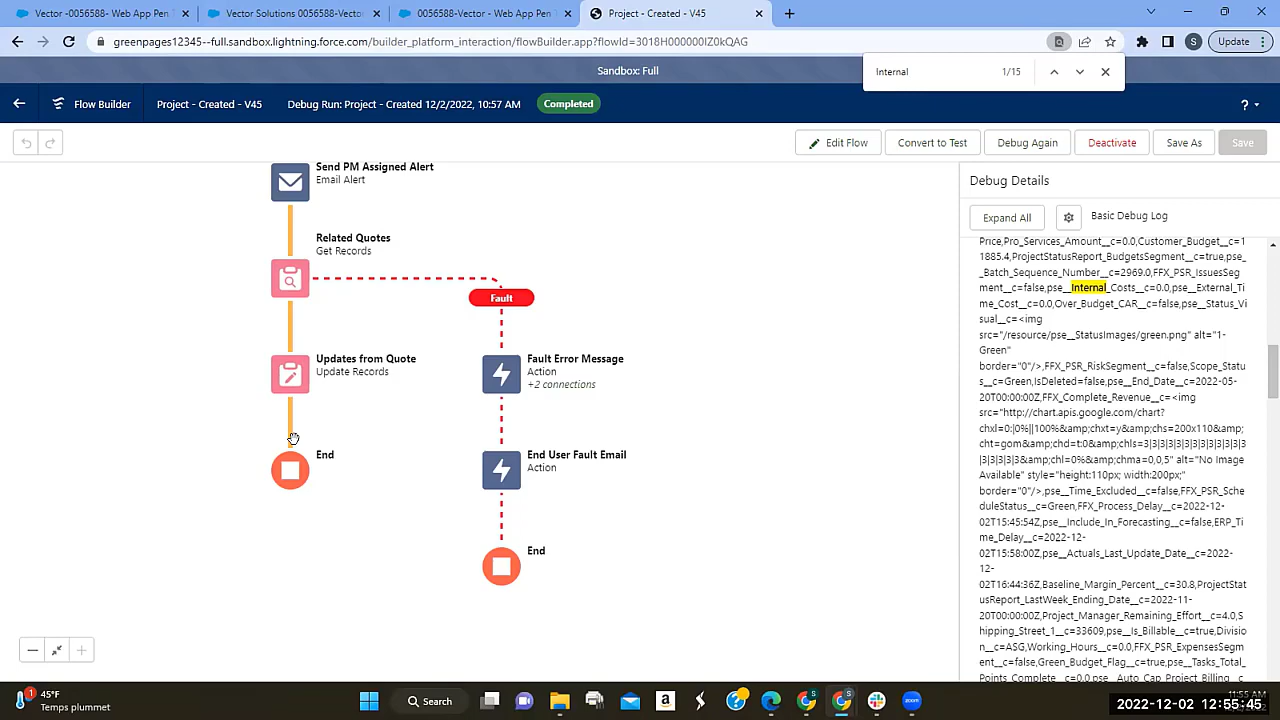 Vector -0056588- Web App Pen T
Vector Solutions 0056588-Vector
0056588-Vector - Web App Pen T
Project - Created - V45
greenpages12345--full.sandbox.lightning.force.com/builder_platform_interaction/flowBuilder.app?flowId=3018H000000IZ0kQAG
S
Update
Internal
1/15
Sandbox: Full
Flow Builder
Project - Created - V45
Debug Run: Project - Created 12/2/2022, 10:57 AM
Completed
?
Edit Flow
Convert to Test
Debug Again
Deactivate
Save As
Save
Send PM Assigned Alert
Email Alert
Related Quotes
Get Records
Fault
Updates from Quote
Update Records
Fault Error Message
Action
+2 connections
End
End User Fault Email
Action
End
Debug Details
Expand All
Basic Debug Log
Price,Pro_Services_Amount__c=0.0,Customer_Budget__c=1
1885.4,ProjectStatusReport_BudgetsSegment__c=true,pse_
_Batch_Sequence_Number__c=2969.0,FFX_PSR_IssuesSeg
ment__c=false,pse__Internal_Costs__c=0.0,pse__External_Ti
me_Cost__c=0.0,Over_Budget_CAR__c=false,pse__Status_Vi
sual__c=<img
src="/resource/pse__StatusImages/green.png" alt="1-
Green"
border="0"/>,FFX_PSR_RiskSegment__c=false,Scope_Statu
s__c=Green,IsDeleted=false,pse__End_Date__c=2022-05-
20T00:00:00Z,FFX_Complete_Revenue__c=<img
src="http://chart.apis.google.com/chart?
chxl=0:|0%||100%&amp;chxt=y&amp;chs=200x110&amp;
cht=gom&amp;chd=t:0&amp;chls=3|3|3|3|3|3|3|3|3|3|3|3
|3|3|3|3&amp;chl=0%&amp;chma=0,0,5" alt="No Image
Available" style="height:110px; width:200px;"
border="0"/>,pse__Time_Excluded__c=false,FFX_PSR_Sche
duleStatus__c=Green,FFX_Process_Delay__c=2022-12-
02T15:45:54Z,pse__Include_In_Forecasting__c=false,ERP_Ti
me_Delay__c=2022-12-
02T15:58:00Z,pse__Actuals_Last_Update_Date__c=2022-
12-
02T16:44:36Z,Baseline_Margin_Percent__c=30.8,ProjectStat
usReport_LastWeek_Ending_Date__c=2022-11-
20T00:00:00Z,Project_Manager_Remaining_Effort__c=4.0,S
hipping_Street_1__c=33609,pse__Is_Billable__c=true,Divisio
n__c=ASG,Working_Hours__c=0.0,FFX_PSR_ExpensesSegm
ent__c=false,Green_Budget_Flag__c=true,pse__Tasks_Total_
Points_Complete__c=0.0,pse__Auto_Cap_Project_Billing__c
1
45°F
Temps plummet
Search
zoom
11:55 AM
2022-12-02 12:55:45